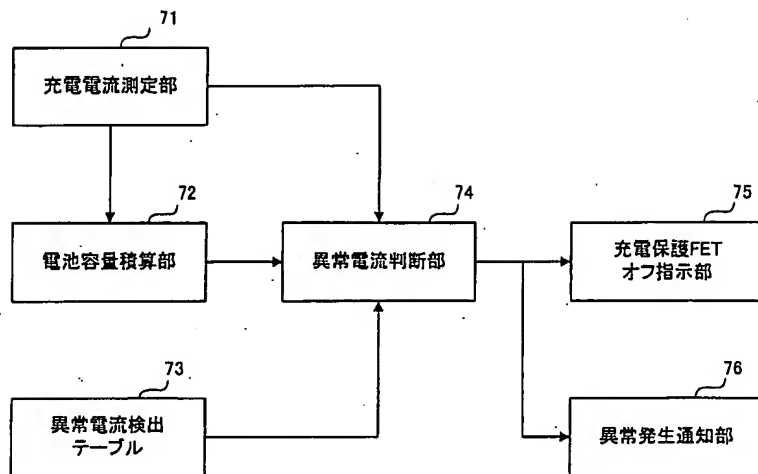 71
充電電流測定部
72
電池容量積算部
74
異常電流判断部
75
充電保護FET
オフ指示部
73
異常電流検出
テーブル
76
異常発生通知部